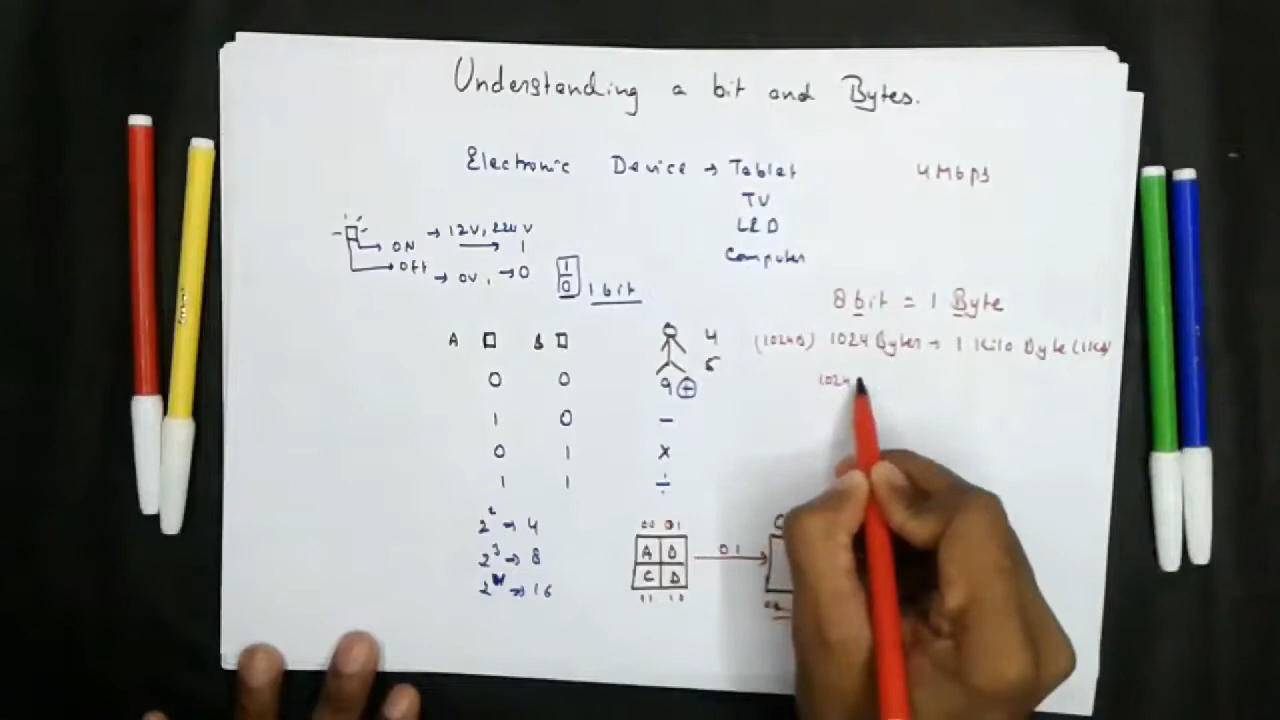 Understanding a bit and Bytes.
Electronic Device → Tablet
TV
LED
Computer
4 Mbps
ON → 12V, 220V → 1
OFF → 0V, → 0
1
0
1 bit
8 bit = 1 Byte
(1024B) 1024 Bytes → 1 Kilo Byte (1KB)
1024
A B
0 0
1 0
0 1
1 1
4
5
9 +
−
×
÷
2² → 4
2³ → 8
2⁴ → 16
00 01
A B
C D
11 10
01